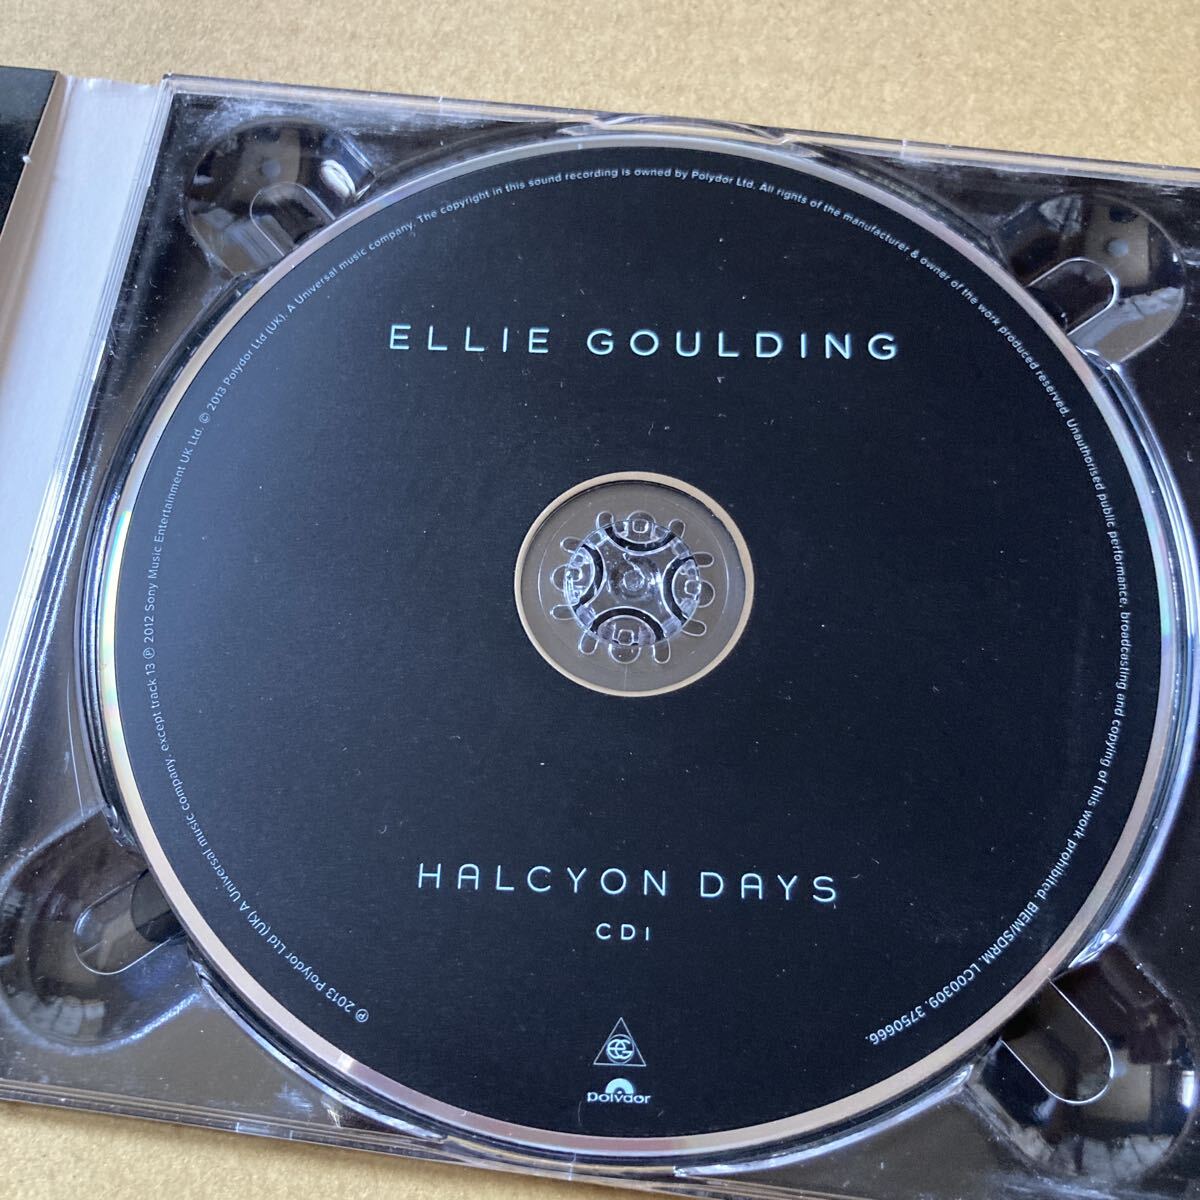 ELLIE GOULDING
HALCYON DAYS
CD1
EG
polydor
℗ 2013 Polydor Ltd (UK) A Universal music company. except track 13 ℗ 2012 Sony Music Entertainment UK Ltd. © 2013 Polydor Ltd (UK). A Universal music company. The copyright in this sound recording is owned by Polydor Ltd. All rights of the manufacturer & owner of the work produced reserved. Unauthorised public performance, broadcasting and copying of this work prohibited. BIEM/SDRM. LC00309. 3750666.